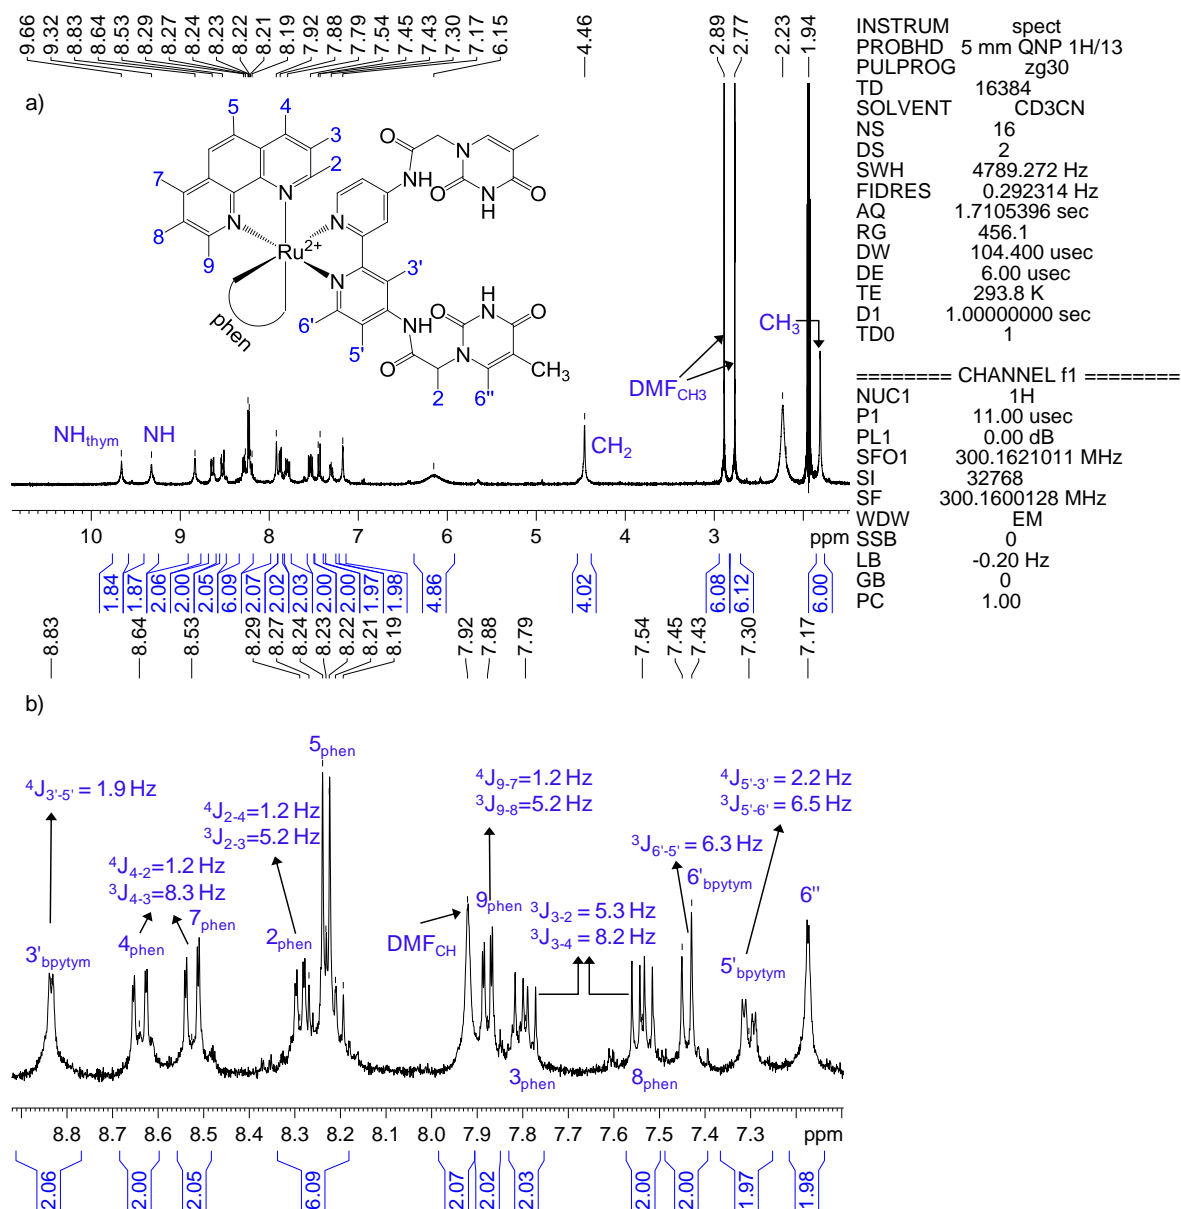 9.66 9.32 8.83 8.64 8.53 8.29 8.27 8.24 8.23 8.22 8.21 8.19 7.92 7.88 7.79 7.54 7.45 7.43 7.30 7.17 6.15 4.46 2.89 2.77 2.23 1.94
a)
5 4
3
2
7
8
9
N
N
Ru2+
phen
N
N
O
NH
N
O
NH
O
3'
6'
5'
NH
O
O
NH
O
N
CH3
2
6''
NHthym
NH
CH2
DMFCH3
CH3
10 9 8 7 6 5 4 3 ppm
1.84 1.87 2.06 2.00 2.05 6.09 2.07 2.02 2.03 2.00 2.00 1.97 1.98 4.86 4.02 6.08 6.12 6.00
INSTRUM spect
PROBHD 5 mm QNP 1H/13
PULPROG zg30
TD 16384
SOLVENT CD3CN
NS 16
DS 2
SWH 4789.272 Hz
FIDRES 0.292314 Hz
AQ 1.7105396 sec
RG 456.1
DW 104.400 usec
DE 6.00 usec
TE 293.8 K
D1 1.00000000 sec
TD0 1
======== CHANNEL f1 ========
NUC1 1H
P1 11.00 usec
PL1 0.00 dB
SFO1 300.1621011 MHz
SI 32768
SF 300.1600128 MHz
WDW EM
SSB 0
LB -0.20 Hz
GB 0
PC 1.00
8.83 8.64 8.53 8.29 8.27 8.24 8.23 8.22 8.21 8.19 7.92 7.88 7.79 7.54 7.45 7.43 7.30 7.17
b)
4J3'-5' = 1.9 Hz
4J4-2=1.2 Hz
3J4-3=8.3 Hz
4J2-4=1.2 Hz
3J2-3=5.2 Hz
5phen
4J9-7=1.2 Hz
3J9-8=5.2 Hz
3J3-2 = 5.3 Hz
3J3-4 = 8.2 Hz
3J6'-5' = 6.3 Hz
4J5'-3' = 2.2 Hz
3J5'-6' = 6.5 Hz
3'bpytym
4phen
7phen
2phen
DMFCH
9phen
3phen
8phen
6'bpytym
5'bpytym
6''
8.8 8.7 8.6 8.5 8.4 8.3 8.2 8.1 8.0 7.9 7.8 7.7 7.6 7.5 7.4 7.3 ppm
2.06 2.00 2.05 6.09 2.07 2.02 2.03 2.00 2.00 1.97 1.98